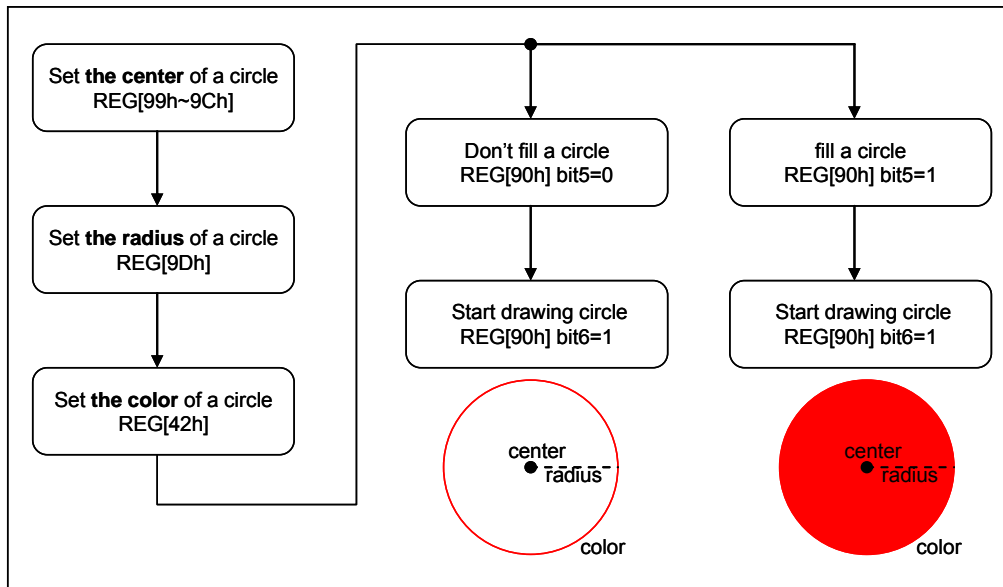 Set the center of a circle
REG[99h~9Ch]
Set the radius of a circle
REG[9Dh]
Set the color of a circle
REG[42h]
Don't fill a circle
REG[90h] bit5=0
Start drawing circle
REG[90h] bit6=1
center
radius
color
fill a circle
REG[90h] bit5=1
Start drawing circle
REG[90h] bit6=1
center
radius
color